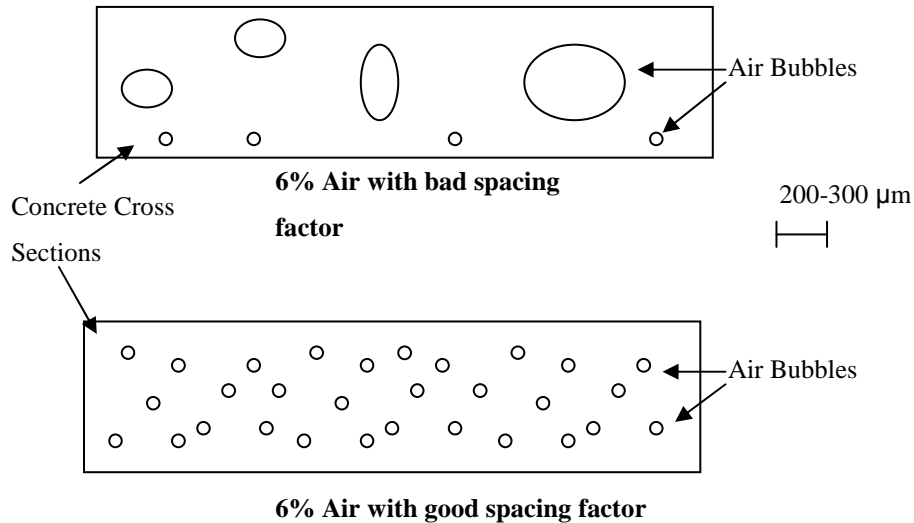 Air Bubbles
6% Air with bad spacing
factor
Concrete Cross
Sections
200-300 µm
Air Bubbles
6% Air with good spacing factor